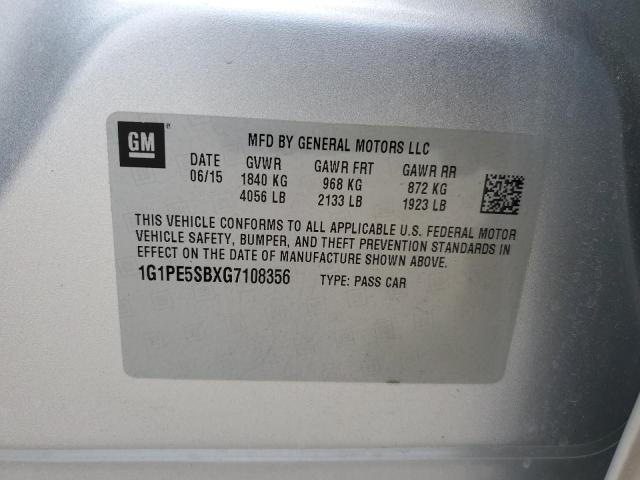 GM®
MFD BY GENERAL MOTORS LLC
DATE GVWR GAWR FRT GAWR RR
06/15 1840 KG 968 KG 872 KG
4056 LB 2133 LB 1923 LB
THIS VEHICLE CONFORMS TO ALL APPLICABLE U.S. FEDERAL MOTOR
VEHICLE SAFETY, BUMPER, AND THEFT PREVENTION STANDARDS IN
EFFECT ON THE DATE OF MANUFACTURE SHOWN ABOVE.
1G1PE5SBXG7108356 TYPE: PASS CAR